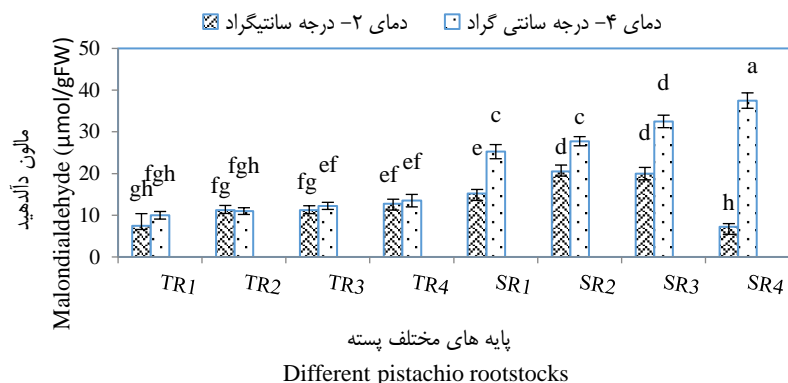 دمای ۲- درجه سانتیگراد دمای ۴- درجه سانتی گراد
مالون دآلدهید
Malondialdehyde (µmol/gFW)
50
40
30
20
10
0
gh fgh fg fgh fg ef ef ef e c d c d d h a
TR1 TR2 TR3 TR4 SR1 SR2 SR3 SR4
پایه های مختلف پسته
Different pistachio rootstocks